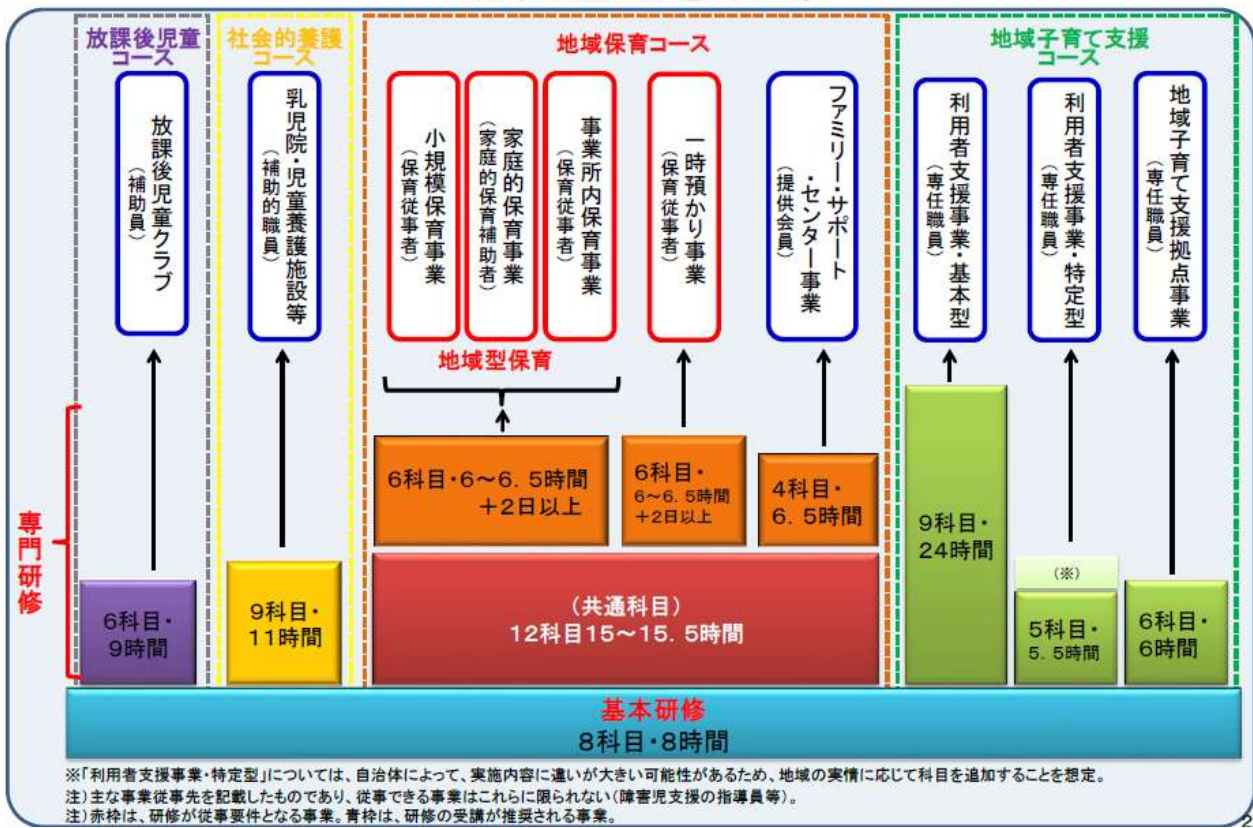 放課後児童
コース
社会的養護
コース
地域保育コース
地域子育て支援
コース
放課後児童クラブ
（補助員）
乳児院・児童養護施設等
（補助的職員）
小規模保育事業
（保育従事者）
家庭的保育事業
（家庭的保育補助者）
事業所内保育事業
（保育従事者）
一時預かり事業
（保育従事者）
ファミリー・サポート
・センター事業
（提供会員）
利用者支援事業・基本型
（専任職員）
利用者支援事業・特定型
（専任職員）
地域子育て支援拠点事業
（専任職員）
地域型保育
専門研修
6科目・
9時間
9科目・
11時間
6科目・6～6．5時間
＋2日以上
6科目・
6～6．5時間
＋2日以上
4科目・
6．5時間
（共通科目）
12科目15～15．5時間
9科目・
24時間
（※）
5科目・
5．5時間
6科目・
6時間
基本研修
8科目・8時間
※「利用者支援事業・特定型」については、自治体によって、実施内容に違いが大きい可能性があるため、地域の実情に応じて科目を追加することを想定。
注）主な事業従事先を記載したものであり、従事できる事業はこれらに限られない（障害児支援の指導員等）。
注）赤枠は、研修が従事要件となる事業。青枠は、研修の受講が推奨される事業。
2